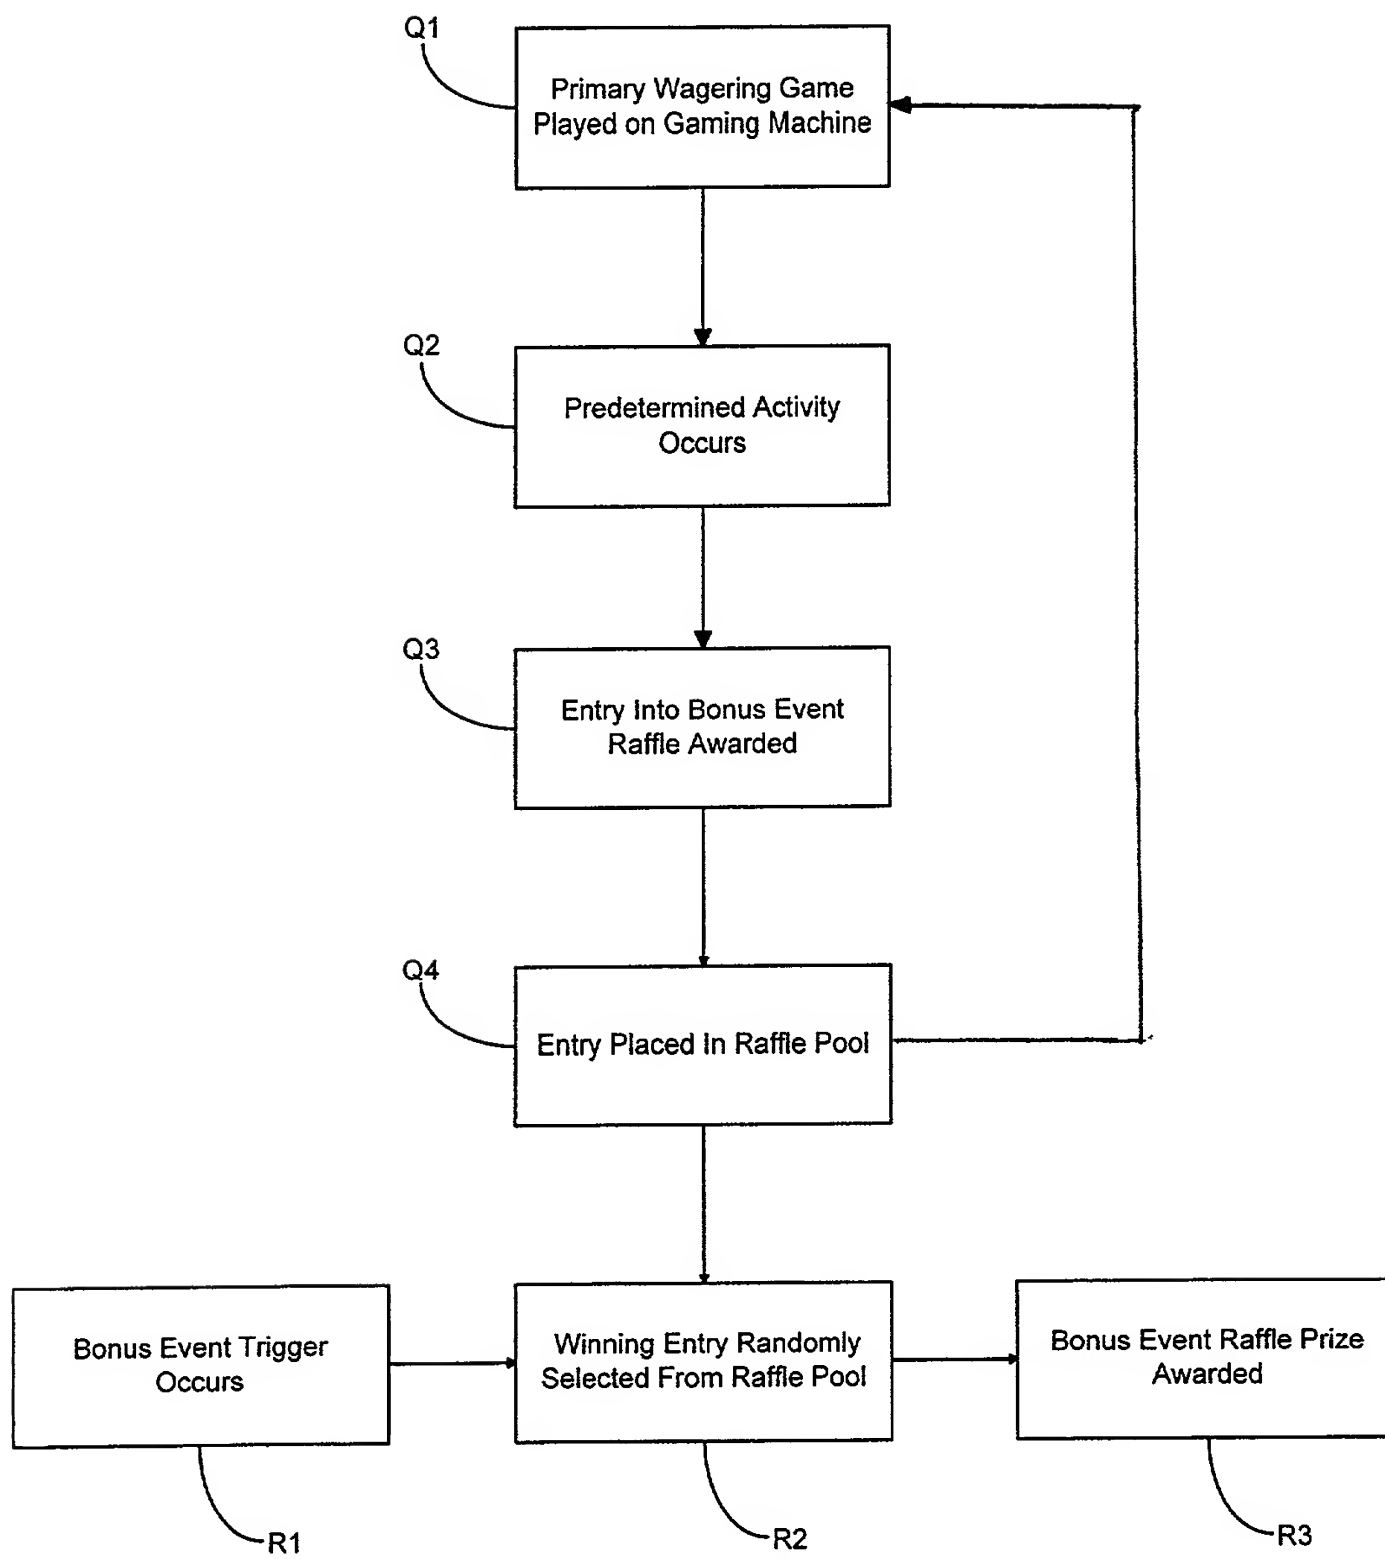 Q1
Primary Wagering Game
Played on Gaming Machine
Q2
Predetermined Activity
Occurs
Q3
Entry Into Bonus Event
Raffle Awarded
Q4
Entry Placed In Raffle Pool
Bonus Event Trigger
Occurs
Winning Entry Randomly
Selected From Raffle Pool
Bonus Event Raffle Prize
Awarded
R1
R2
R3